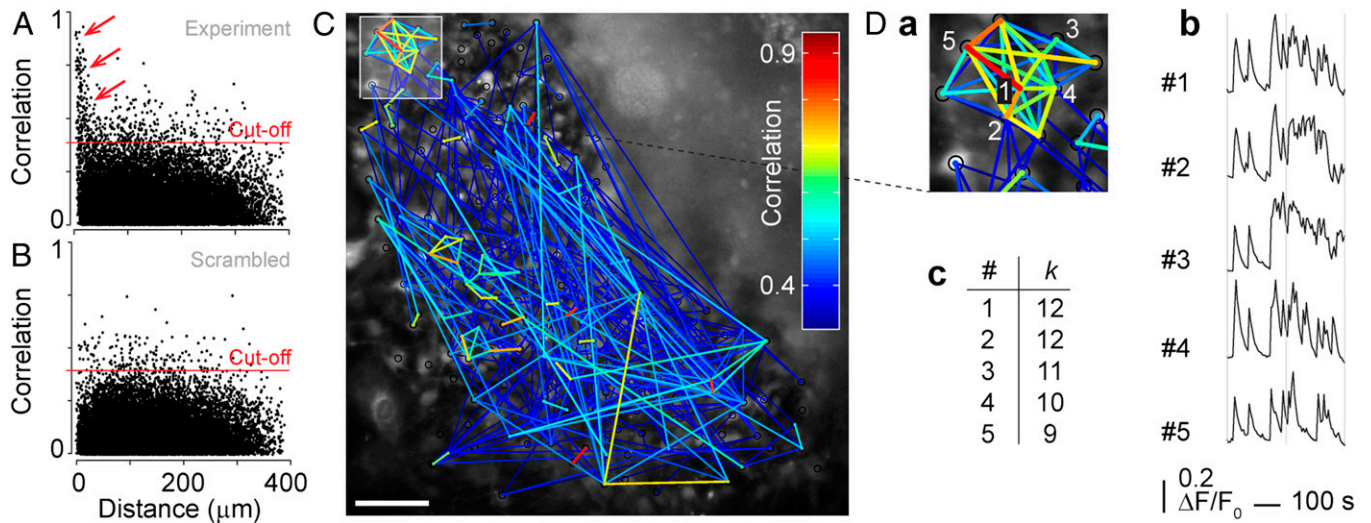 A
Experiment
Correlation
1
Cut-off
0
B
Scrambled
Correlation
1
Cut-off
0
0 100 200 300 400
Distance (μm)
C
0.9
Correlation
0.4
D a
5
3
1
4
2
c
# k
1 12
2 12
3 11
4 10
5 9
b
#1
#2
#3
#4
#5
0.2
ΔF/F0
100 s